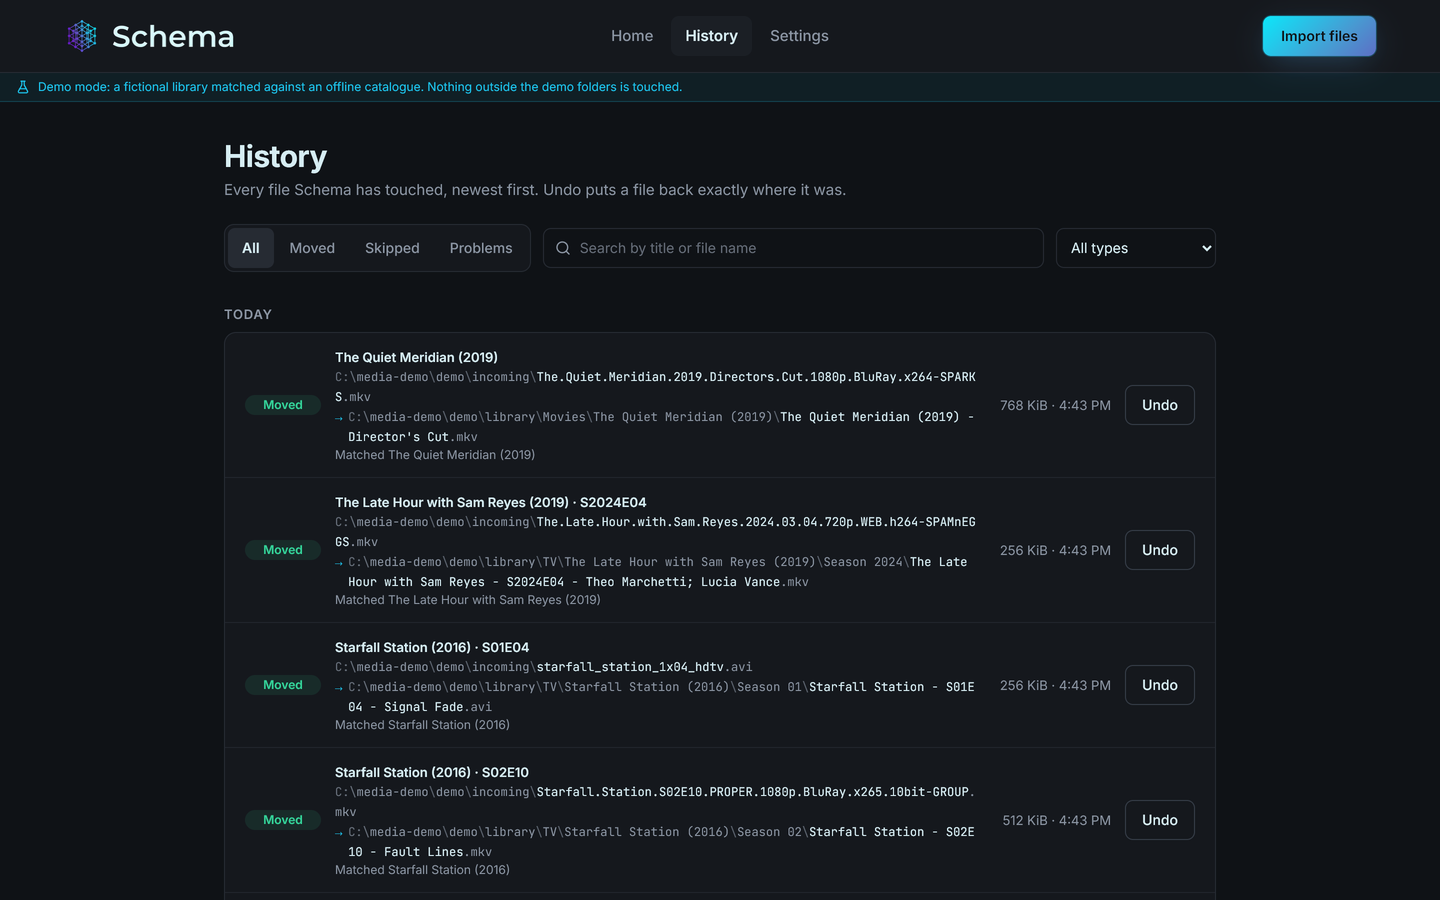 Schema
Home
History
Settings
Import files
Demo mode: a fictional library matched against an offline catalogue. Nothing outside the demo folders is touched.
History
Every file Schema has touched, newest first. Undo puts a file back exactly where it was.
All
Moved
Skipped
Problems
Search by title or file name
All types
TODAY
The Quiet Meridian (2019)
C:\media-demo\demo\incoming\The.Quiet.Meridian.2019.Directors.Cut.1080p.BluRay.x264-SPARK
S.mkv
→ C:\media-demo\demo\library\Movies\The Quiet Meridian (2019)\The Quiet Meridian (2019) -
Director's Cut.mkv
Matched The Quiet Meridian (2019)
Moved
768 KiB · 4:43 PM
Undo
The Late Hour with Sam Reyes (2019) · S2024E04
C:\media-demo\demo\incoming\The.Late.Hour.with.Sam.Reyes.2024.03.04.720p.WEB.h264-SPAMnEG
GS.mkv
→ C:\media-demo\demo\library\TV\The Late Hour with Sam Reyes (2019)\Season 2024\The Late
Hour with Sam Reyes - S2024E04 - Theo Marchetti; Lucia Vance.mkv
Matched The Late Hour with Sam Reyes (2019)
Moved
256 KiB · 4:43 PM
Undo
Starfall Station (2016) · S01E04
C:\media-demo\demo\incoming\starfall_station_1x04_hdtv.avi
→ C:\media-demo\demo\library\TV\Starfall Station (2016)\Season 01\Starfall Station - S01E
04 - Signal Fade.avi
Matched Starfall Station (2016)
Moved
256 KiB · 4:43 PM
Undo
Starfall Station (2016) · S02E10
C:\media-demo\demo\incoming\Starfall.Station.S02E10.PROPER.1080p.BluRay.x265.10bit-GROUP.
mkv
→ C:\media-demo\demo\library\TV\Starfall Station (2016)\Season 02\Starfall Station - S02E
10 - Fault Lines.mkv
Matched Starfall Station (2016)
Moved
512 KiB · 4:43 PM
Undo